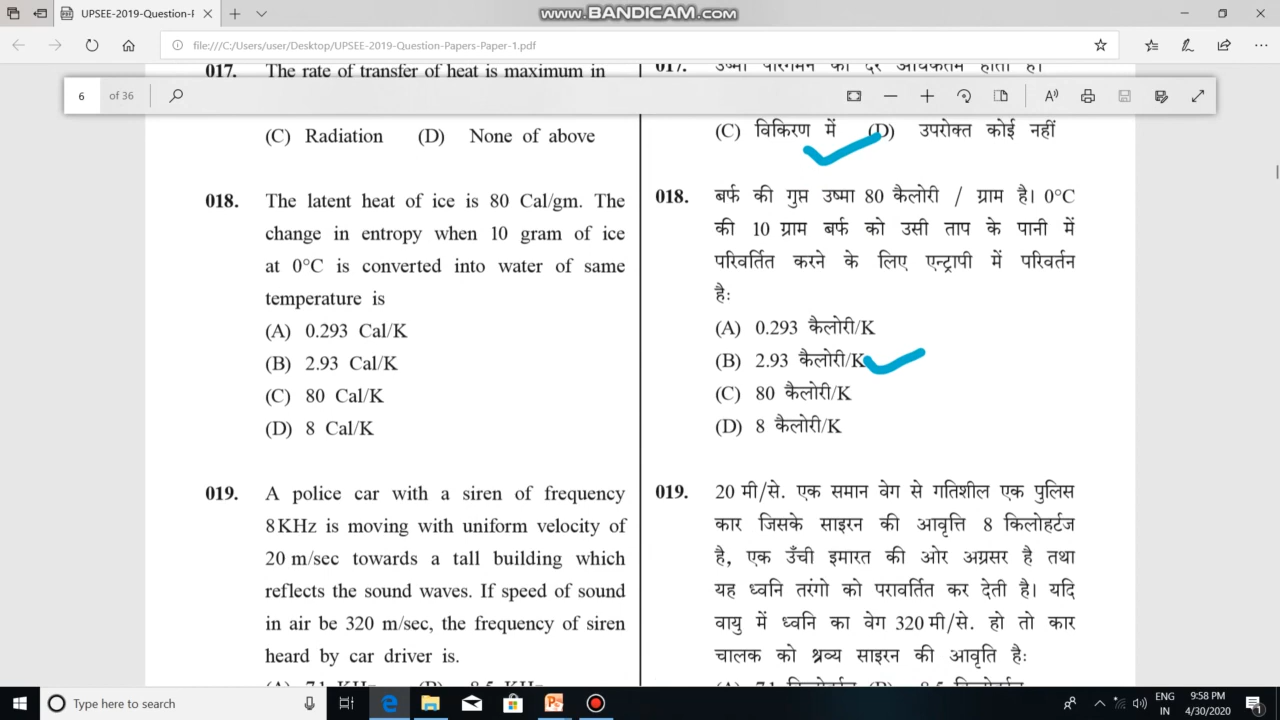 UPSEE-2019-Question-P
www.BANDICAM.com
file:///C:/Users/user/Desktop/UPSEE-2019-Question-Papers-Paper-1.pdf
6 of 36
017. The rate of transfer of heat is maximum in
(C) Radiation (D) None of above
018. The latent heat of ice is 80 Cal/gm. The
change in entropy when 10 gram of ice
at 0°C is converted into water of same
temperature is
(A) 0.293 Cal/K
(B) 2.93 Cal/K
(C) 80 Cal/K
(D) 8 Cal/K
019. A police car with a siren of frequency
8KHz is moving with uniform velocity of
20 m/sec towards a tall building which
reflects the sound waves. If speed of sound
in air be 320 m/sec, the frequency of siren
heard by car driver is.
017. उष्मा पारगमन की दर अधिकतम होती है।
(C) विकिरण में (D) उपरोक्त कोई नहीं
018. बर्फ की गुप्त उष्मा 80 कैलोरी / ग्राम है। 0°C
की 10 ग्राम बर्फ को उसी ताप के पानी में
परिवर्तित करने के लिए एन्ट्रापी में परिवर्तन
है:
(A) 0.293 कैलोरी/K
(B) 2.93 कैलोरी/K
(C) 80 कैलोरी/K
(D) 8 कैलोरी/K
019. 20 मी/से. एक समान वेग से गतिशील एक पुलिस
कार जिसके साइरन की आवृत्ति 8 किलोहर्टज
है, एक उँची इमारत की ओर अग्रसर है तथा
यह ध्वनि तरंगो को परावर्तित कर देती है। यदि
वायु में ध्वनि का वेग 320 मी/से. हो तो कार
चालक को श्रव्य साइरन की आवृति है:
Type here to search
ENG
IN
9:58 PM
4/30/2020